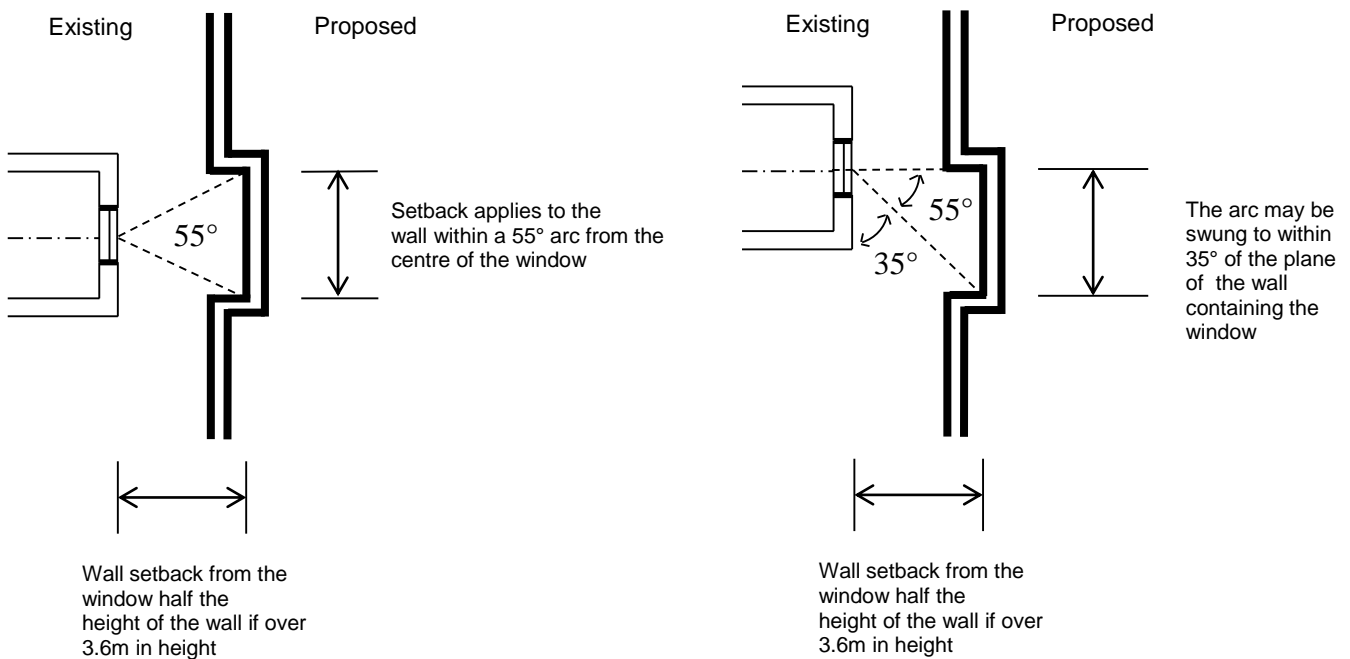 Existing
Proposed
55°
Setback applies to the
wall within a 55° arc from the
centre of the window
Wall setback from the
window half the
height of the wall if over
3.6m in height
Existing
Proposed
55°
35°
The arc may be
swung to within
35° of the plane
of the wall
containing the
window
Wall setback from the
window half the
height of the wall if over
3.6m in height